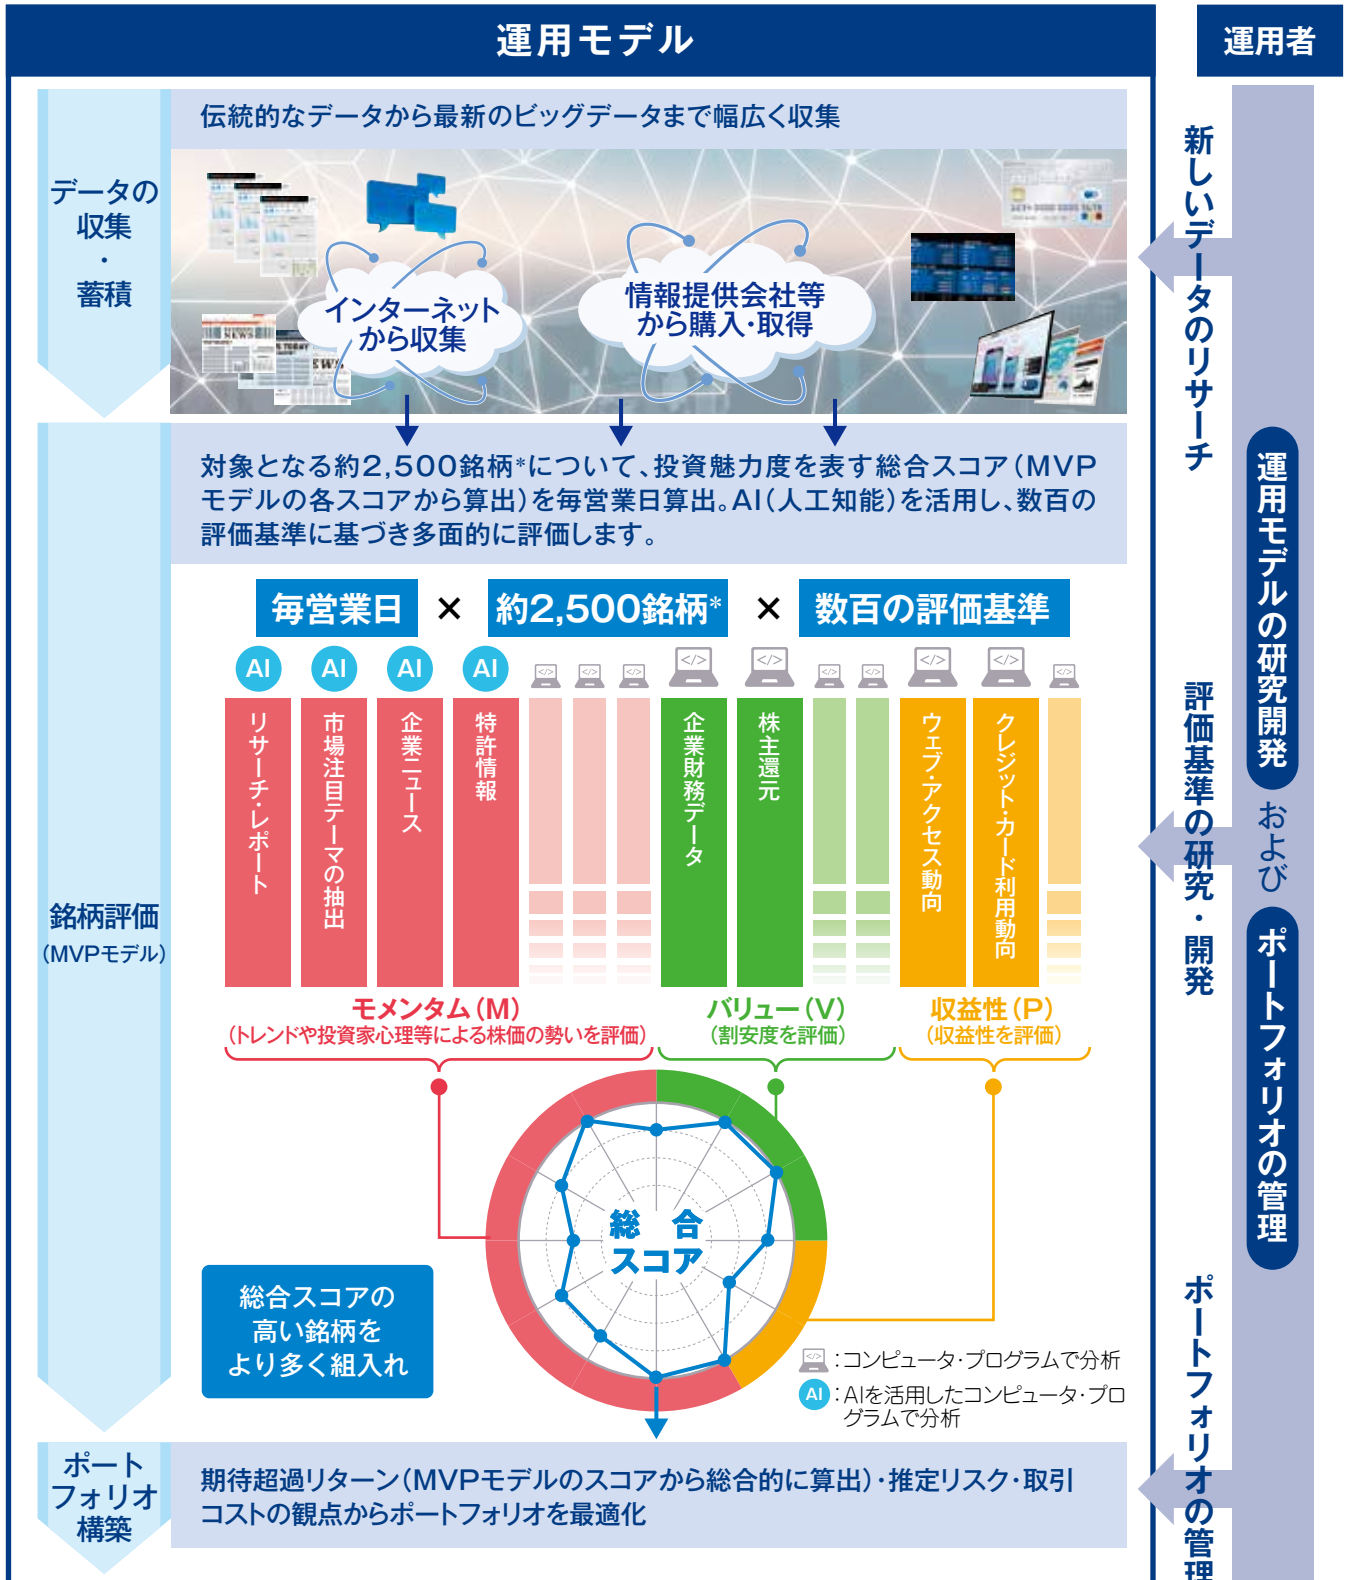 運用モデル
運用者
データの
収集
・
蓄積
伝統的なデータから最新のビッグデータまで幅広く収集
NEWS
インターネット
から収集
情報提供会社等
から購入・取得
新しいデータのリサーチ
対象となる約2,500銘柄*について、投資魅力度を表す総合スコア(MVP
モデルの各スコアから算出)を毎営業日算出。AI(人工知能)を活用し、数百の
評価基準に基づき多面的に評価します。
毎営業日 × 約2,500銘柄* × 数百の評価基準
AI AI AI AI </> </> </> </> </> </> </> </> </> </>
リサーチ・レポート
市場注目テーマの抽出
企業ニュース
特許情報
企業財務データ
株主還元
ウェブ・アクセス動向
クレジット・カード利用動向
銘柄評価
(MVPモデル)
モメンタム(M)
(トレンドや投資家心理等による株価の勢いを評価)
バリュー(V)
(割安度を評価)
収益性(P)
(収益性を評価)
評価基準の研究・開発
運用モデルの研究開発
および
ポートフォリオの管理
総合
スコア
総合スコアの
高い銘柄を
より多く組入れ
</> :コンピュータ・プログラムで分析
AI :AIを活用したコンピュータ・プロ
グラムで分析
ポート
フォリオ
構築
期待超過リターン(MVPモデルのスコアから総合的に算出)・推定リスク・取引
コストの観点からポートフォリオを最適化
ポートフォリオの管理